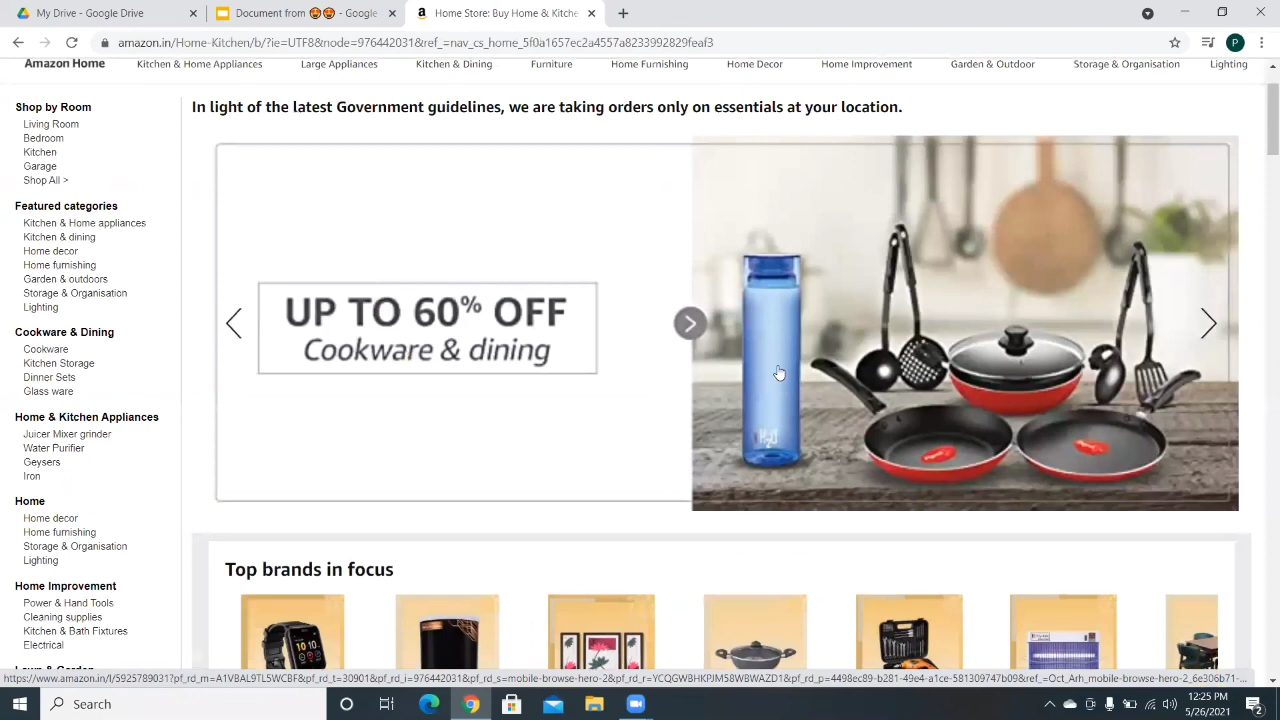 My Drive - Google Drive
Document from 🤩🤩 - Google
Home Store: Buy Home & Kitche
amazon.in/Home-Kitchen/b/?ie=UTF8&node=976442031&ref_=nav_cs_home_5f0a1657ec2a4557a8233992829feaf3
P
Amazon Home Kitchen & Home Appliances Large Appliances Kitchen & Dining Furniture Home Furnishing Home Decor Home Improvement Garden & Outdoor Storage & Organisation Lighting
In light of the latest Government guidelines, we are taking orders only on essentials at your location.
Shop by Room
Living Room
Bedroom
Kitchen
Garage
Shop All >
Featured categories
Kitchen & Home appliances
Kitchen & dining
Home decor
Home furnishing
Garden & outdoors
Storage & Organisation
Lighting
Cookware & Dining
Cookware
Kitchen Storage
Dinner Sets
Glass ware
Home & Kitchen Appliances
Juicer Mixer grinder
Water Purifier
Geysers
Iron
Home
Home decor
Home furnishing
Storage & Organisation
Lighting
Home Improvement
Power & Hand Tools
Cleaning supplies
Kitchen & Bath Fixtures
Electrical
UP TO 60% OFF
Cookware & dining
H2O
Top brands in focus
10 10
Search
12:25 PM
5/26/2021
2